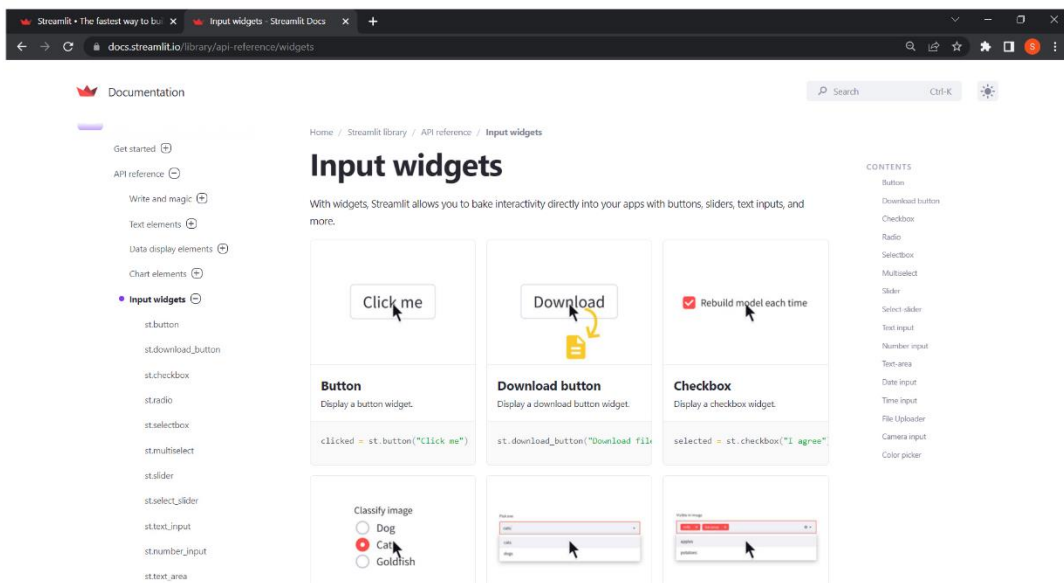 Streamlit • The fastest way to bui
Input widgets - Streamlit Docs
docs.streamlit.io/library/api-reference/widgets
S
Documentation
Search Ctrl-K
Get started
API reference
Write and magic
Text elements
Data display elements
Chart elements
Input widgets
st.button
st.download_button
st.checkbox
st.radio
st.selectbox
st.multiselect
st.slider
st.select_slider
st.text_input
st.number_input
st.text_area
Home / Streamlit library / API reference / Input widgets
Input widgets
With widgets, Streamlit allows you to bake interactivity directly into your apps with buttons, sliders, text inputs, and
more.
Click me
Button
Display a button widget.
clicked = st.button("Click me")
Download
Download button
Display a download button widget.
st.download_button("Download file
Rebuild model each time
Checkbox
Display a checkbox widget.
selected = st.checkbox("I agree"
Classify image
Dog
Cat
Goldfish
cats
dogs
apples
potatoes
CONTENTS
Button
Download button
Checkbox
Radio
Selectbox
Multiselect
Slider
Select-slider
Text input
Number input
Text-area
Date input
Time input
File Uploader
Camera input
Color picker